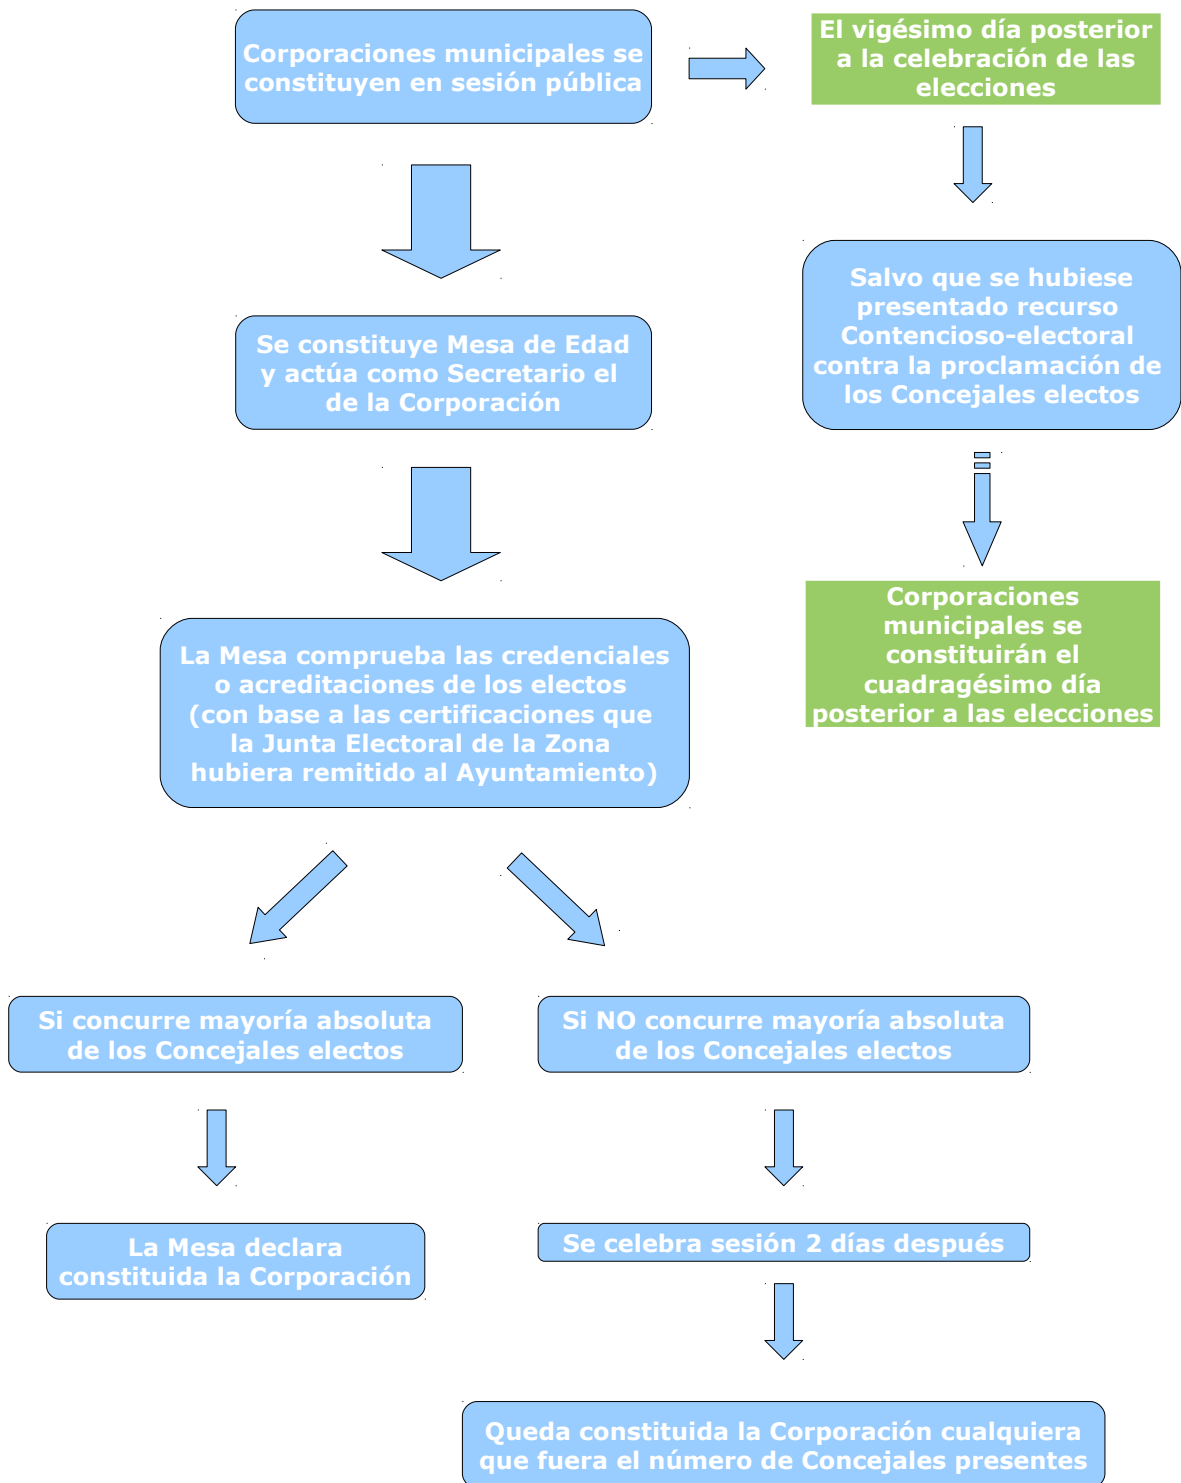 Corporaciones municipales se
constituyen en sesión pública
El vigésimo día posterior
a la celebración de las
elecciones
Salvo que se hubiese
presentado recurso
Contencioso-electoral
contra la proclamación de
los Concejales electos
Se constituye Mesa de Edad
y actúa como Secretario el
de la Corporación
Corporaciones
municipales se
constituirán el
cuadragésimo día
posterior a las elecciones
La Mesa comprueba las credenciales
o acreditaciones de los electos
(con base a las certificaciones que
la Junta Electoral de la Zona
hubiera remitido al Ayuntamiento)
Si concurre mayoría absoluta
de los Concejales electos
Si NO concurre mayoría absoluta
de los Concejales electos
La Mesa declara
constituida la Corporación
Se celebra sesión 2 días después
Queda constituida la Corporación cualquiera
que fuera el número de Concejales presentes